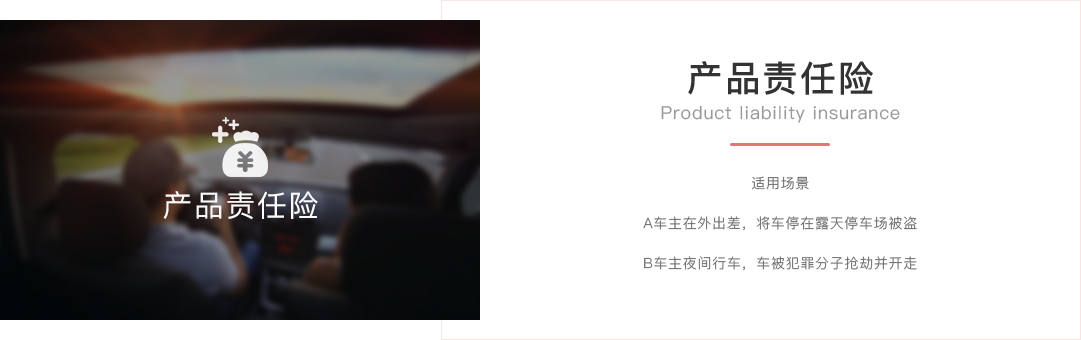 产品责任险
产品责任险
Product liability insurance
适用场景
A车主在外出差，将车停在露天停车场被盗
B车主夜间行车，车被犯罪分子抢劫并开走